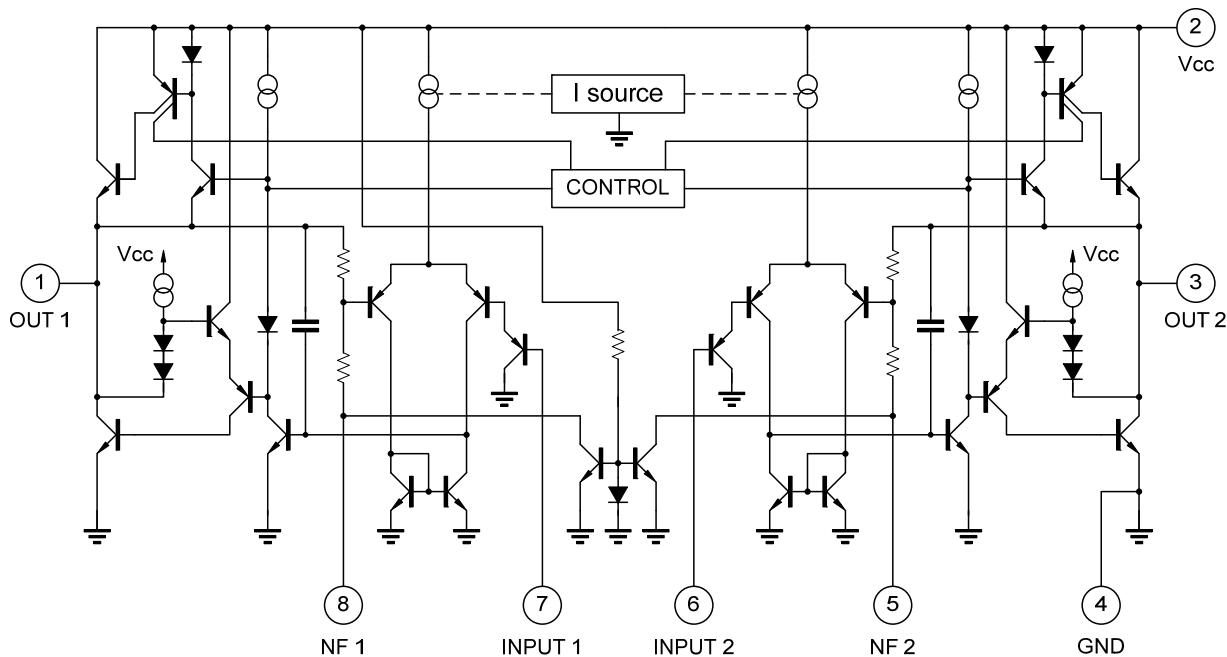 2
Vcc
I source
CONTROL
Vcc
Vcc
1
OUT 1
3
OUT 2
8
7
6
5
4
NF 1
INPUT 1
INPUT 2
NF 2
GND